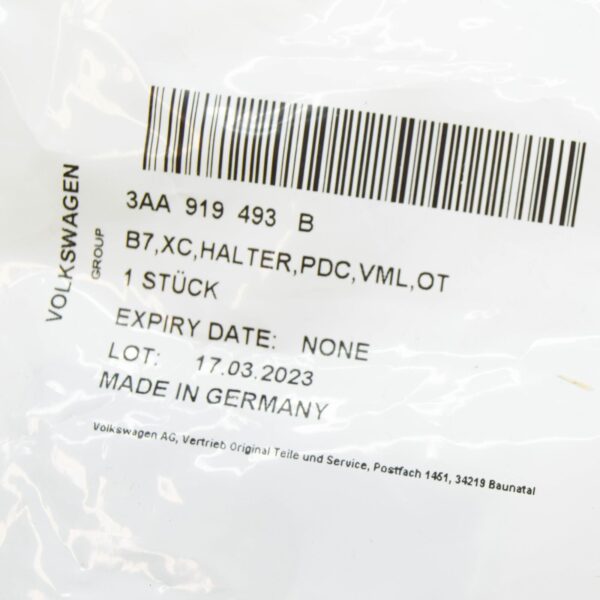 3AA 919 493 B
B7,XC,HALTER,PDC,VML,OT
1 STÜCK
EXPIRY DATE: NONE
LOT: 17.03.2023
MADE IN GERMANY
Volkswagen AG, Vertrieb Original Teile und Service, Postfach 1461, 34219 Baunatal
VOLKSWAGEN
GROUP